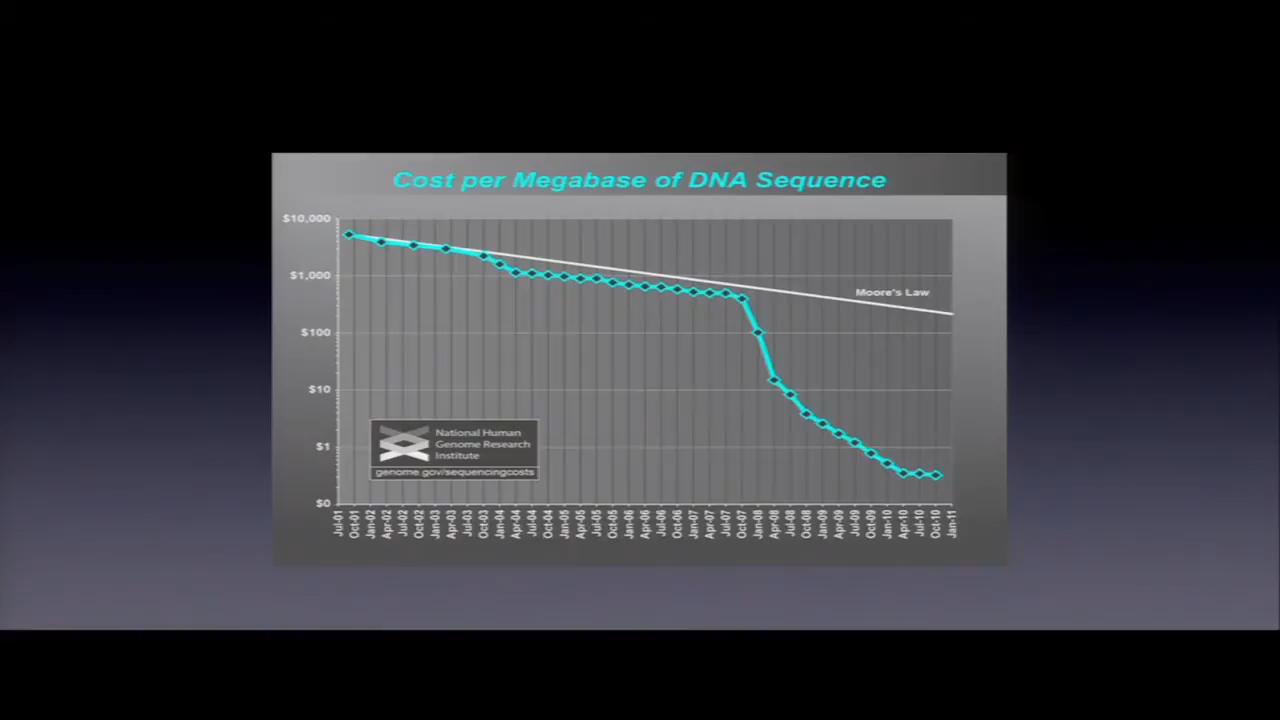 Cost per Megabase of DNA Sequence
$10,000
$1,000
$100
$10
$1
$0
Moore's Law
National Human
Genome Research
Institute
genome.gov/sequencingcosts
Jul-01
Oct-01
Jan-02
Apr-02
Jul-02
Oct-02
Jan-03
Apr-03
Jul-03
Oct-03
Jan-04
Apr-04
Jul-04
Oct-04
Jan-05
Apr-05
Jul-05
Oct-05
Jan-06
Apr-06
Jul-06
Oct-06
Jan-07
Apr-07
Jul-07
Oct-07
Jan-08
Apr-08
Jul-08
Oct-08
Jan-09
Apr-09
Jul-09
Oct-09
Jan-10
Apr-10
Jul-10
Oct-10
Jan-11